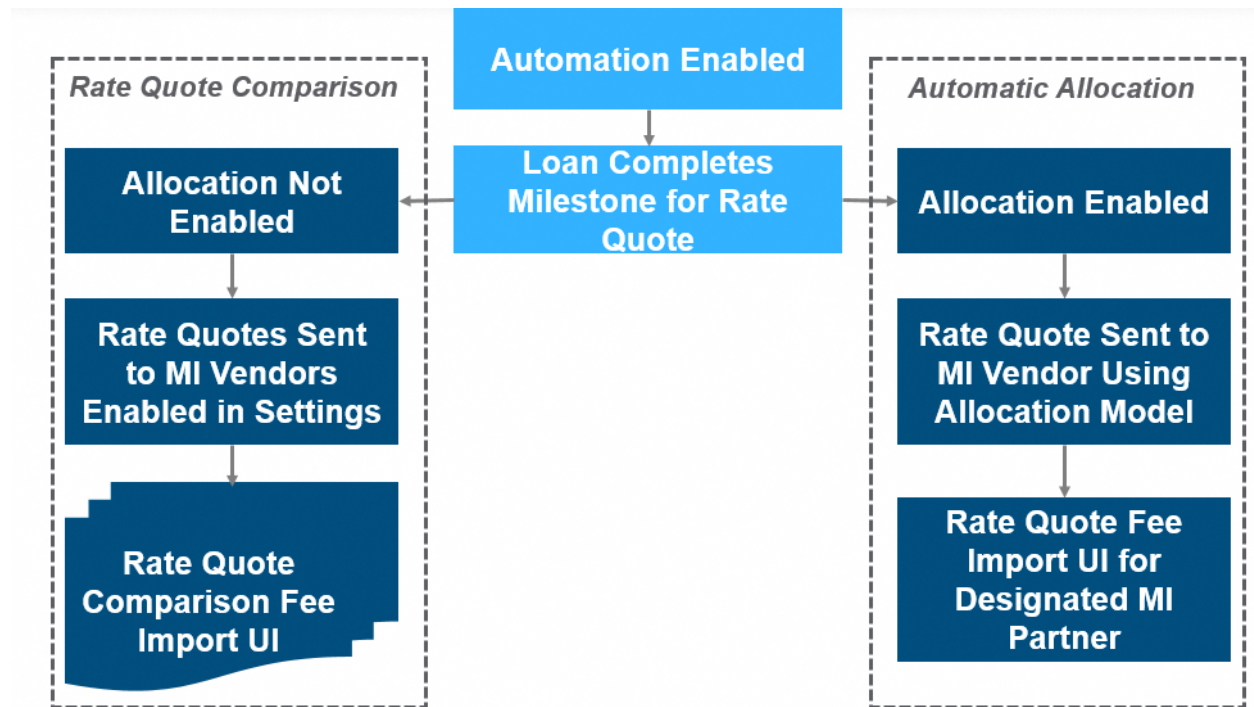 Automation Enabled
Rate Quote Comparison
Automatic Allocation
Loan Completes
Milestone for Rate
Quote
Allocation Not
Enabled
Allocation Enabled
Rate Quotes Sent
to MI Vendors
Enabled in Settings
Rate Quote Sent to
MI Vendor Using
Allocation Model
Rate Quote
Comparison Fee
Import UI
Rate Quote Fee
Import UI for
Designated MI
Partner